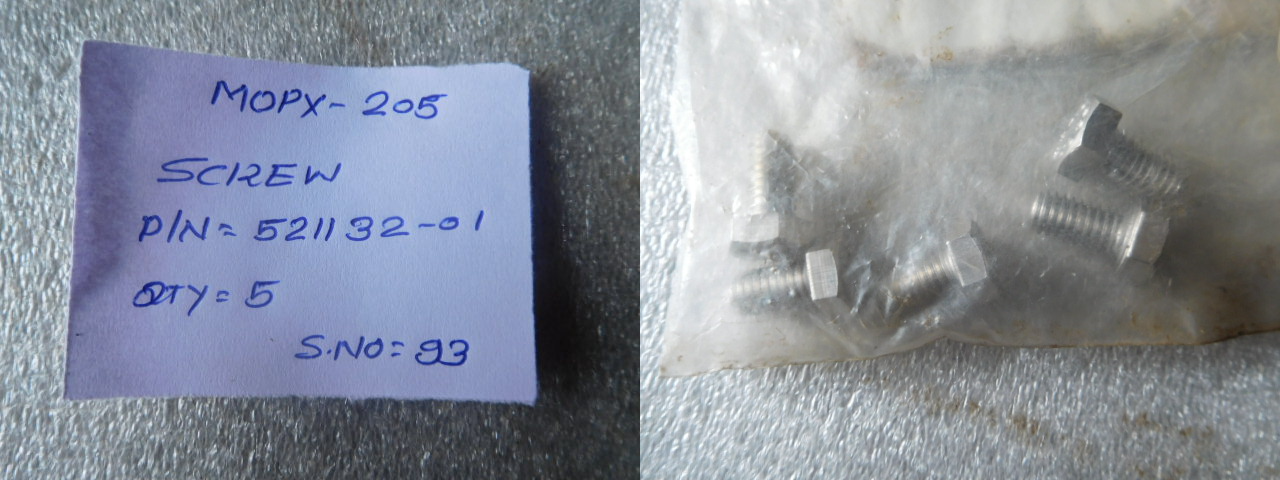 MOPX-205
SCREW
P/N=521132-01
QTY=5
S.NO=93